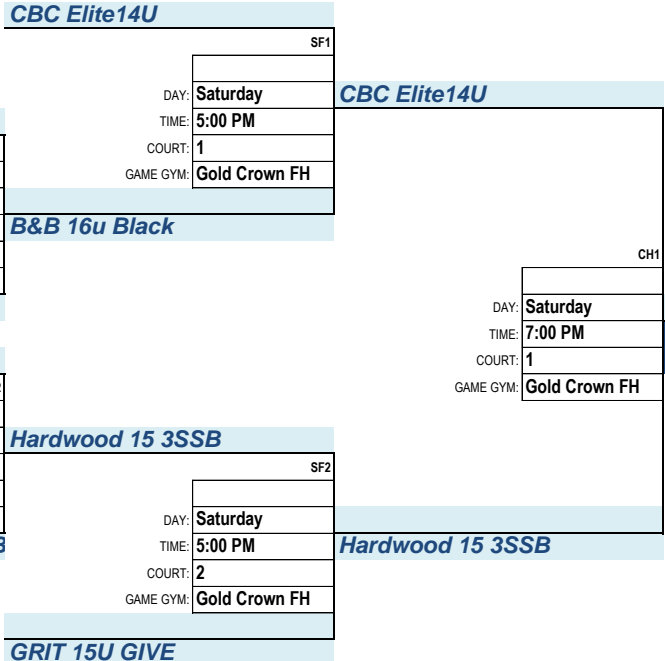 CBC Elite14U
SF1
DAY: Saturday
TIME: 5:00 PM
COURT: 1
GAME GYM: Gold Crown FH
B&B 16u Black
CBC Elite14U
CH1
DAY: Saturday
TIME: 7:00 PM
COURT: 1
GAME GYM: Gold Crown FH
Hardwood 15 3SSB
SF2
DAY: Saturday
TIME: 5:00 PM
COURT: 2
GAME GYM: Gold Crown FH
GRIT 15U GIVE
Hardwood 15 3SSB